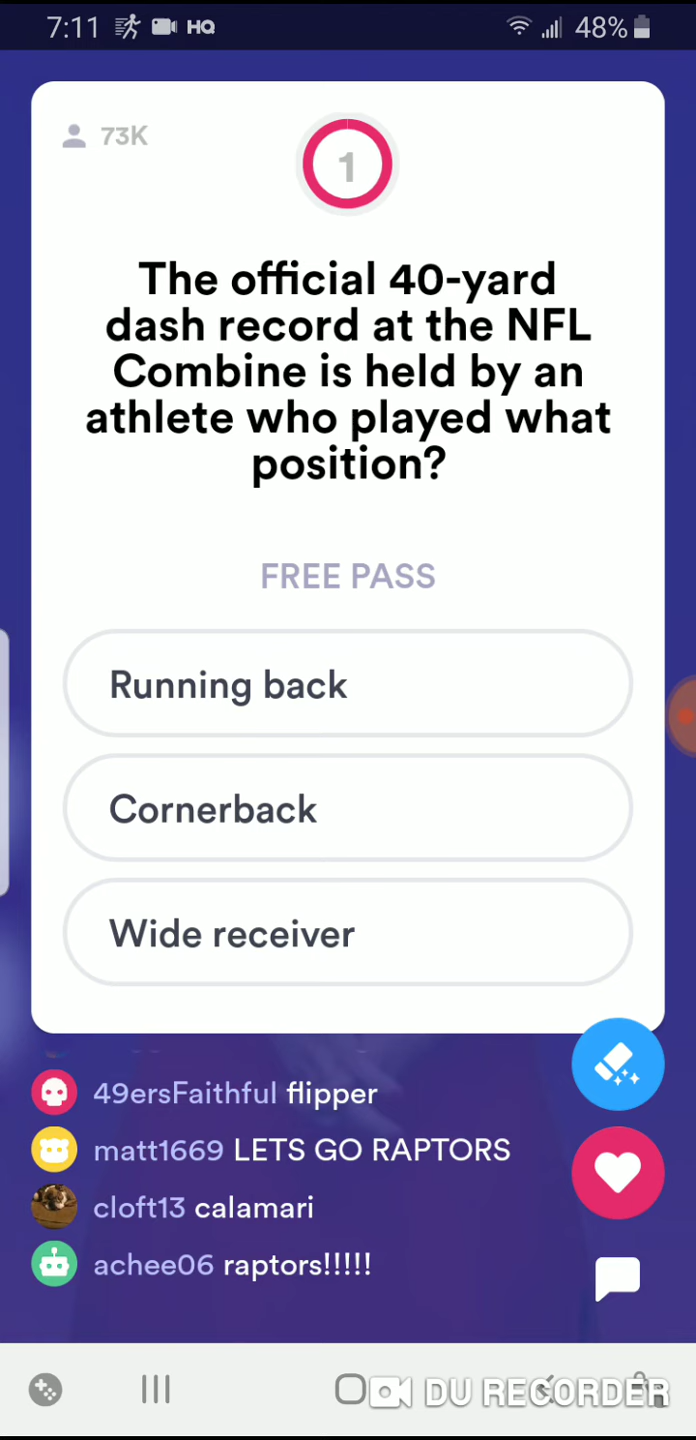 7:11 HQ 48%
73K
1
The official 40-yard
dash record at the NFL
Combine is held by an
athlete who played what
position?
FREE PASS
Running back
Cornerback
Wide receiver
49ersFaithful flipper
matt1669 LETS GO RAPTORS
cloft13 calamari
achee06 raptors!!!!!
DU RECORDER